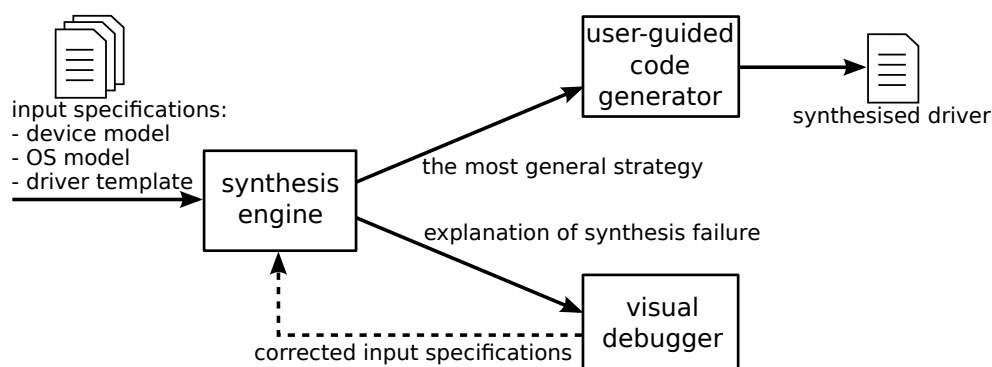 input specifications:
- device model
- OS model
- driver template
synthesis
engine
the most general strategy
user-guided
code
generator
synthesised driver
explanation of synthesis failure
visual
debugger
corrected input specifications